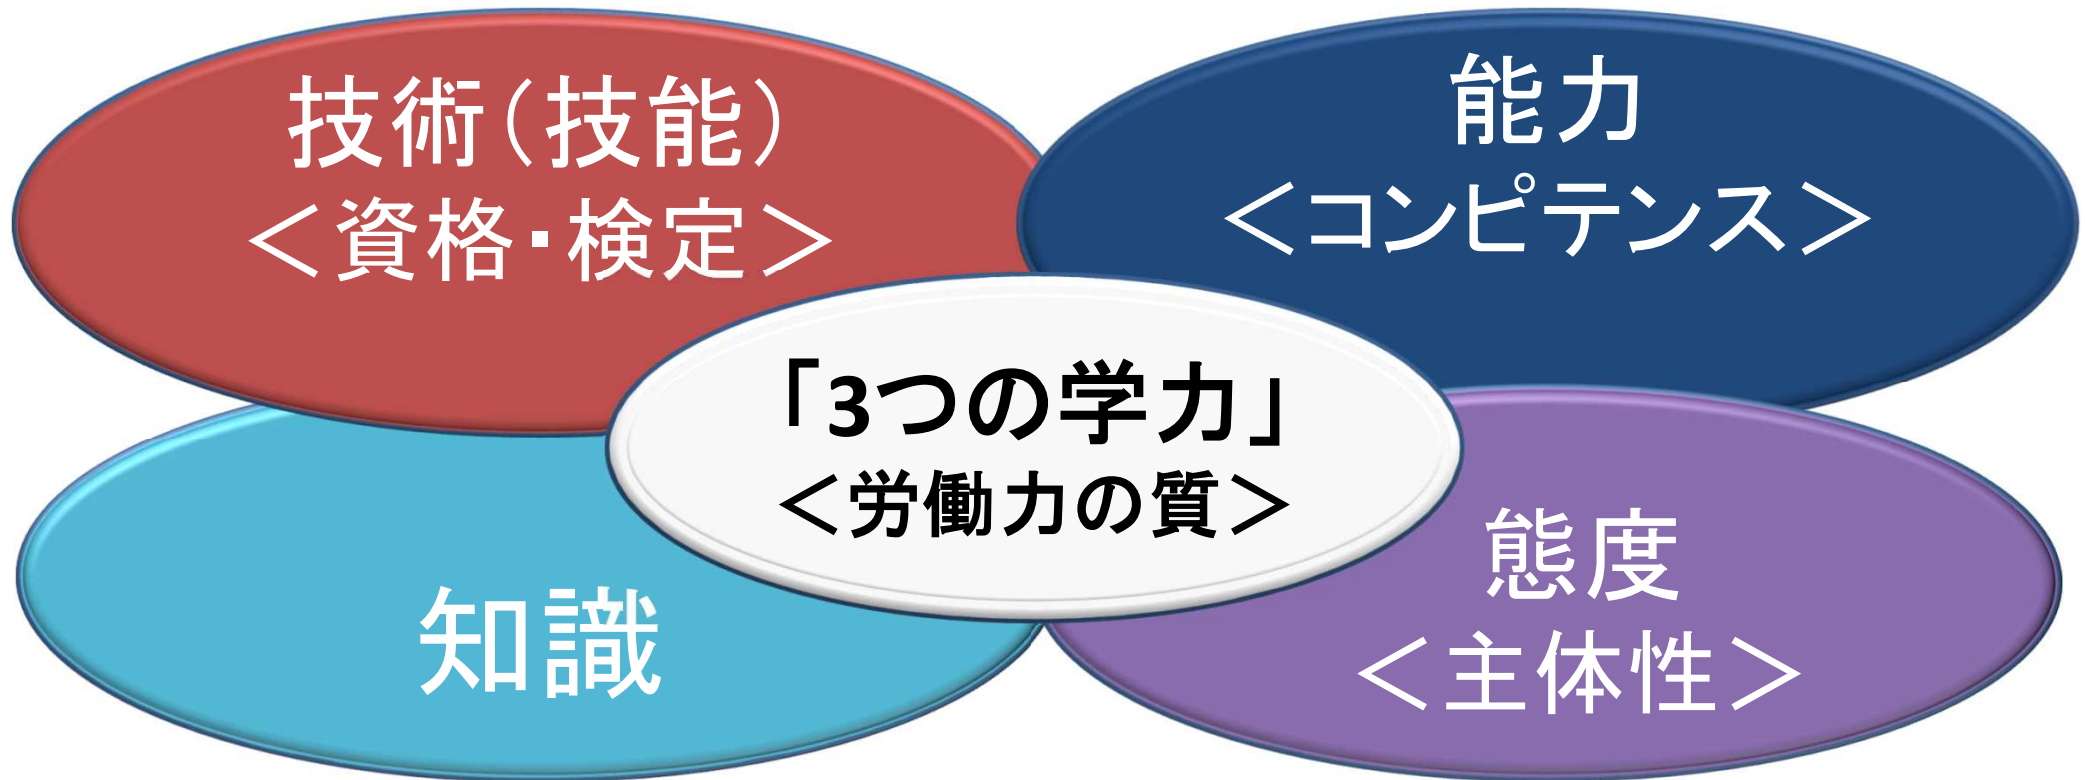 技術（技能）
＜資格・検定＞
能力
＜コンピテンス＞
「3つの学力」
＜労働力の質＞
知識
態度
＜主体性＞